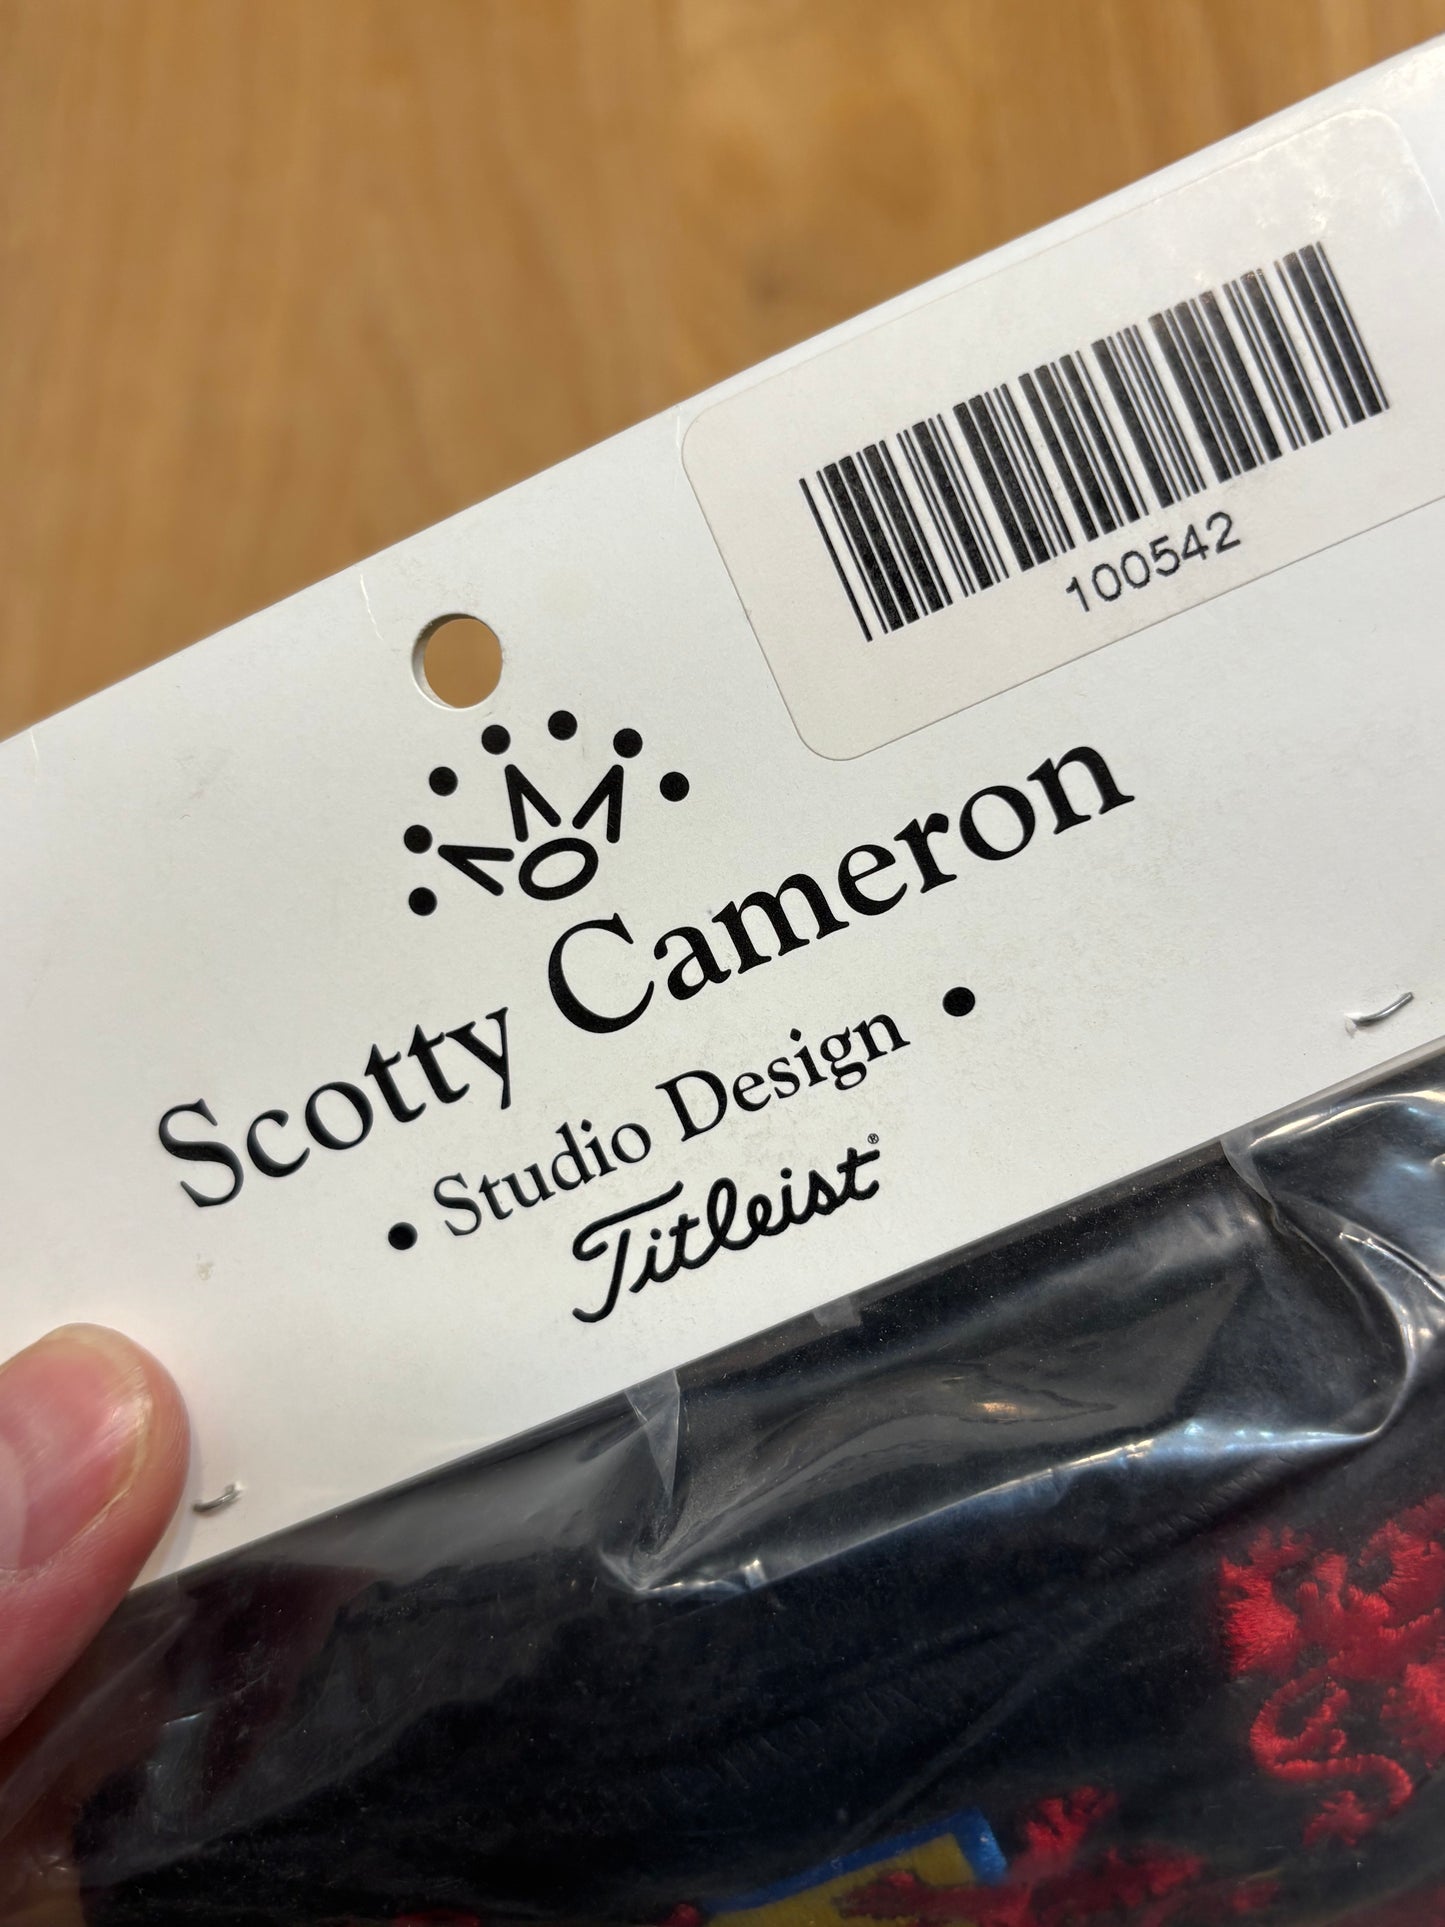 100542
Scotty Cameron
• Studio Design •
Titleist®